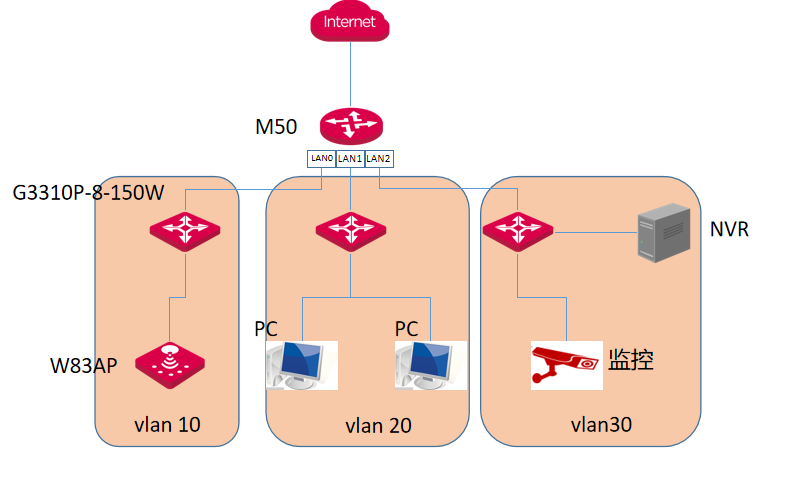 Internet
M50
LAN0 LAN1 LAN2
G3310P-8-150W
NVR
PC PC
W83AP
监控
vlan 10 vlan 20 vlan30